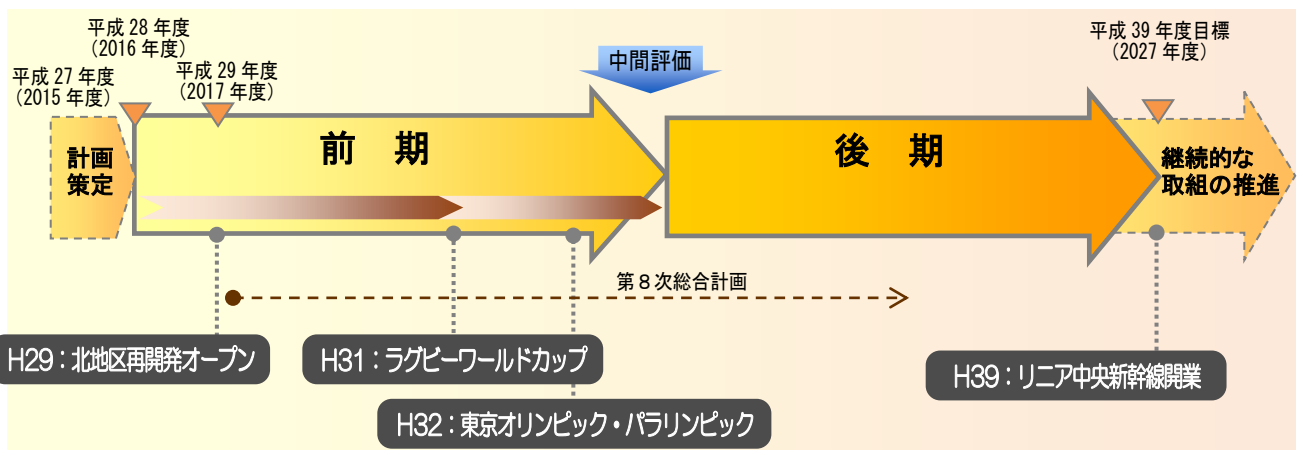 平成 28 年度
（2016 年度）
平成 27 年度
（2015 年度）
平成 29 年度
（2017 年度）
中間評価
平成 39 年度目標
（2027 年度）
計画
策定
前　期
後　期
継続的な
取組の推進
第８次総合計画
H29：北地区再開発オープン
H31：ラグビーワールドカップ
H39：リニア中央新幹線開業
H32：東京オリンピック・パラリンピック